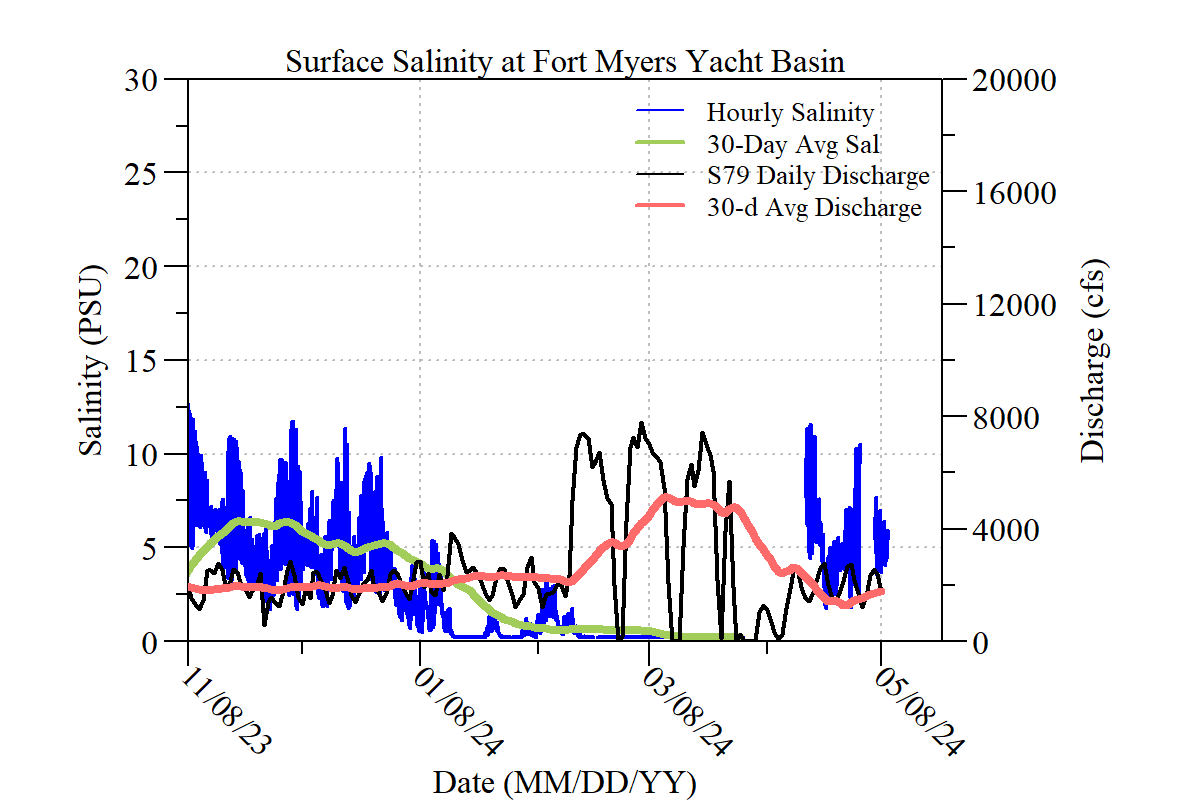 Surface Salinity at Fort Myers Yacht Basin
30
25
20
15
10
5
0
Salinity (PSU)
Hourly Salinity
30-Day Avg Sal
S79 Daily Discharge
30-d Avg Discharge
20000
16000
12000
8000
4000
0
Discharge (cfs)
11/08/23
01/08/24
03/08/24
05/08/24
Date (MM/DD/YY)